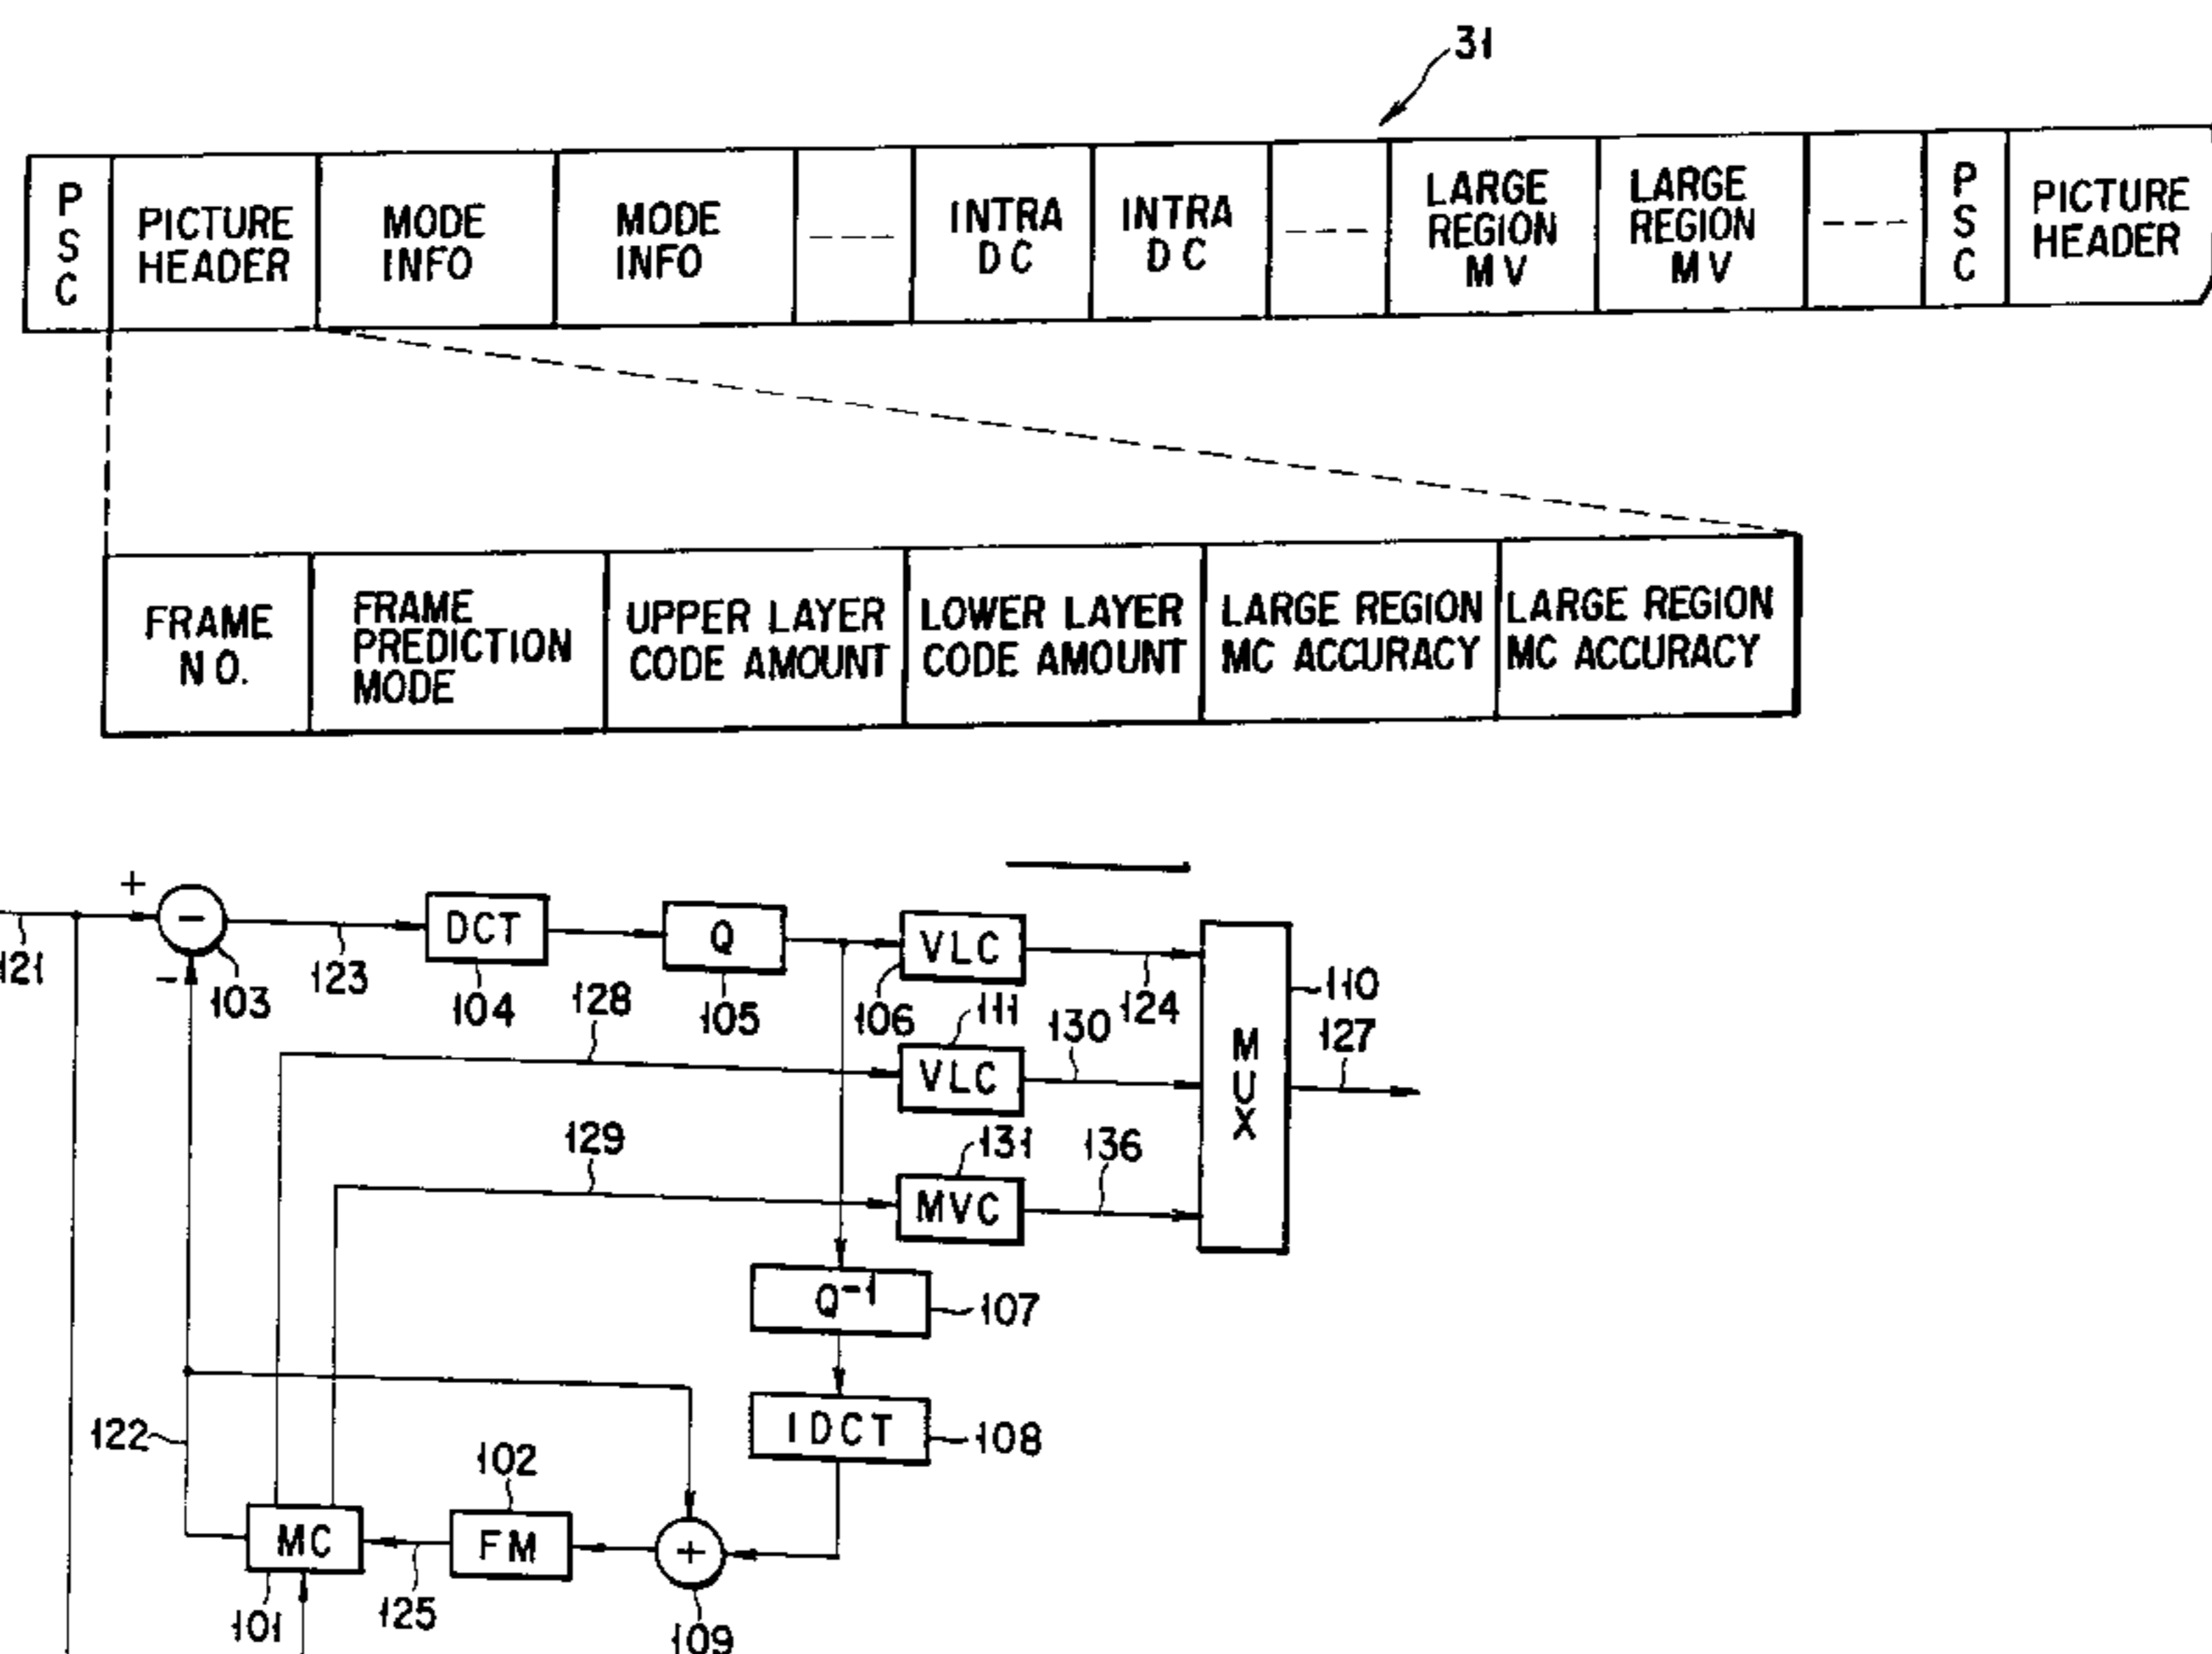 31
PSC
PICTURE
HEADER
MODE
INFO
MODE
INFO
INTRA
DC
INTRA
DC
LARGE
REGION
MV
LARGE
REGION
MV
PSC
PICTURE
HEADER
FRAME
NO.
FRAME
PREDICTION
MODE
UPPER LAYER
CODE AMOUNT
LOWER LAYER
CODE AMOUNT
LARGE REGION
MC ACCURACY
LARGE REGION
MC ACCURACY
+
-
-
121
103
123
DCT
104
Q
105
VLC
106
124
MUX
110
127
128
111
VLC
130
129
131
MVC
136
Q-1
107
IDCT
108
122
MC
101
125
102
FM
+
109